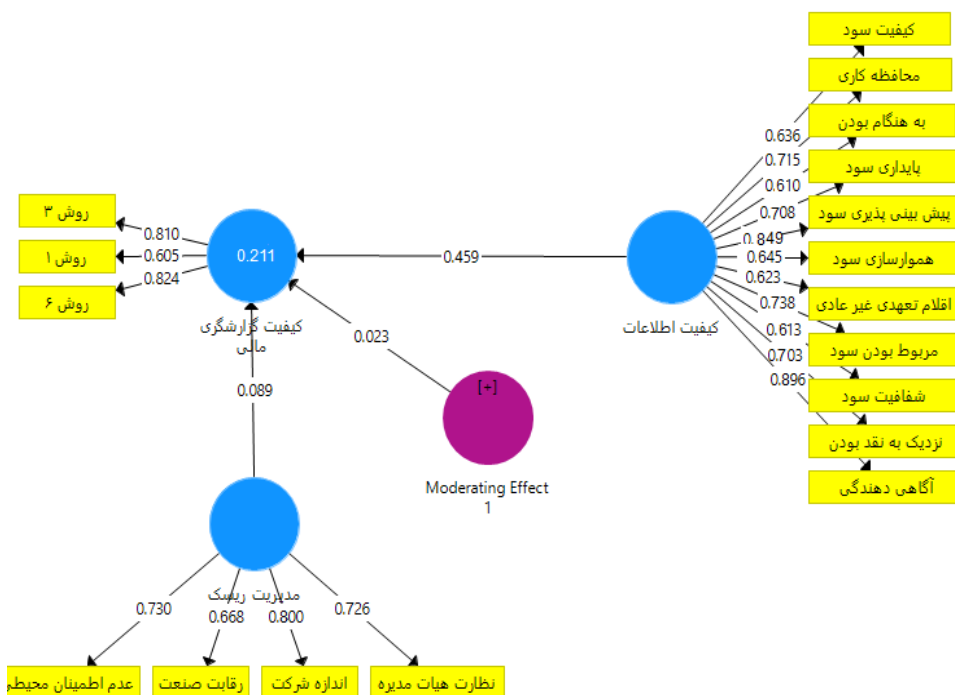 کیفیت سود
محافظه کاری
به هنگام بودن
پایداری سود
پیش بینی پذیری سود
هموارسازی سود
اقلام تعهدی غیر عادی
مربوط بودن سود
شفافیت سود
نزدیک به نقد بودن
آگاهی دهندگی
0.636
0.715
0.610
0.708
0.849
0.645
0.623
0.738
0.613
0.703
0.896
کیفیت اطلاعات
0.459
روش ۳
روش ۱
روش ۶
0.810
0.605
0.824
0.211
کیفیت گزارشگری
مالی
0.023
0.089
[+]
Moderating Effect
1
مدیریت ریسک
0.730
0.668
0.800
0.726
عدم اطمینان محیطی
رقابت صنعت
اندازه شرکت
نظارت هیات مدیره